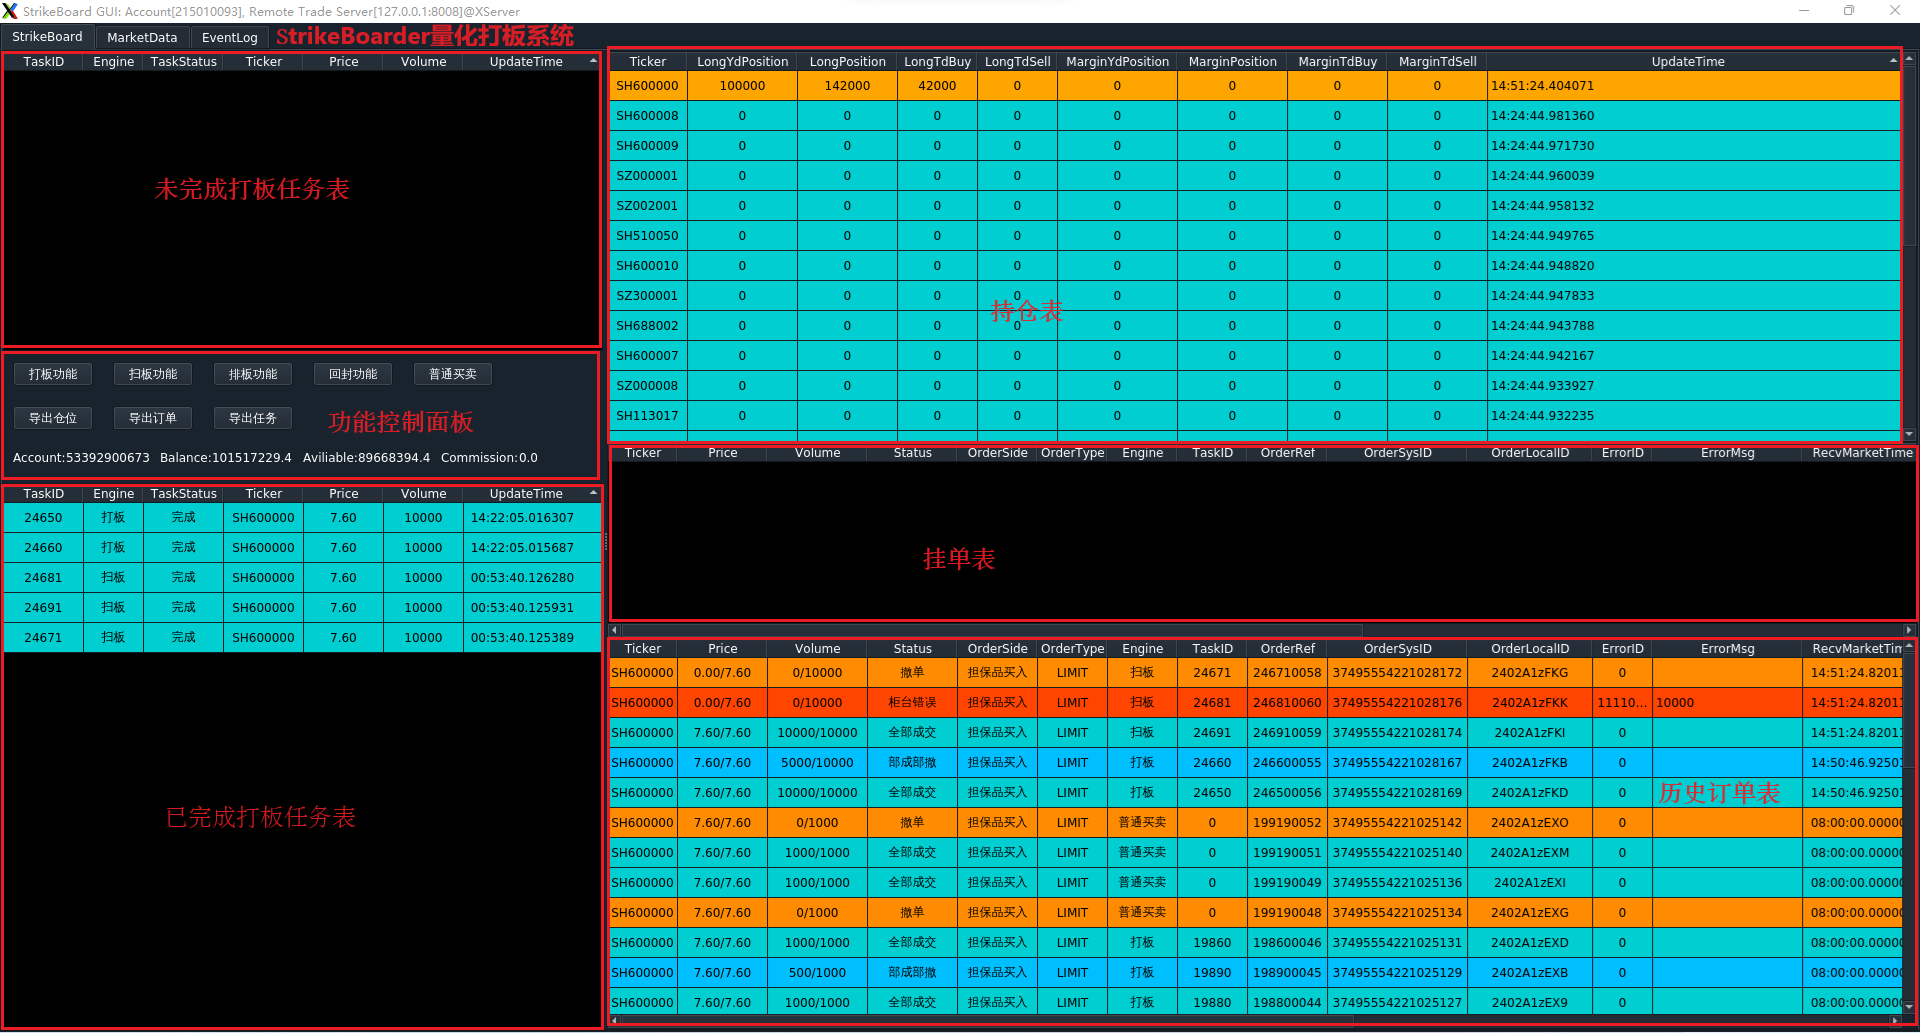 StrikeBoard GUI: Account[215010093], Remote Trade Server[127.0.0.1:8008]@XServer
StrikeBoard MarketData EventLog StrikeBoarder量化打板系统
TaskID Engine TaskStatus Ticker Price Volume UpdateTime
未完成打板任务表
打板功能 扫板功能 排板功能 回封功能 普通买卖
导出仓位 导出订单 导出任务 功能控制面板
Account:53392900673 Balance:101517229.4 Aviliable:89668394.4 Commission:0.0
TaskID Engine TaskStatus Ticker Price Volume UpdateTime
24650 打板 完成 SH600000 7.60 10000 14:22:05.016307
24660 打板 完成 SH600000 7.60 10000 14:22:05.015687
24681 扫板 完成 SH600000 7.60 10000 00:53:40.126280
24691 扫板 完成 SH600000 7.60 10000 00:53:40.125931
24671 扫板 完成 SH600000 7.60 10000 00:53:40.125389
已完成打板任务表
Ticker LongYdPosition LongPosition LongTdBuy LongTdSell MarginYdPosition MarginPosition MarginTdBuy MarginTdSell UpdateTime
SH600000 100000 142000 42000 0 0 0 0 0 14:51:24.404071
SH600008 0 0 0 0 0 0 0 0 14:24:44.981360
SH600009 0 0 0 0 0 0 0 0 14:24:44.971730
SZ000001 0 0 0 0 0 0 0 0 14:24:44.960039
SZ002001 0 0 0 0 0 0 0 0 14:24:44.958132
SH510050 0 0 0 0 0 0 0 0 14:24:44.949765
SH600010 0 0 0 0 0 0 0 0 14:24:44.948820
SZ300001 0 0 0 0 0 0 0 0 14:24:44.947833
持仓表
SH688002 0 0 0 0 0 0 0 0 14:24:44.943788
SH600007 0 0 0 0 0 0 0 0 14:24:44.942167
SZ000008 0 0 0 0 0 0 0 0 14:24:44.933927
SH113017 0 0 0 0 0 0 0 0 14:24:44.932235
Ticker Price Volume Status OrderSide OrderType Engine TaskID OrderRef OrderSysID OrderLocalID ErrorID ErrorMsg RecvMarketTime
挂单表
Ticker Price Volume Status OrderSide OrderType Engine TaskID OrderRef OrderSysID OrderLocalID ErrorID ErrorMsg RecvMarketTim
SH600000 0.00/7.60 0/10000 撤单 担保品买入 LIMIT 扫板 24671 246710058 37495554221028172 2402A1zFKG 0 14:51:24.82011
SH600000 0.00/7.60 0/10000 柜台错误 担保品买入 LIMIT 扫板 24681 246810060 37495554221028176 2402A1zFKK 11110... 10000 14:51:24.82011
SH600000 7.60/7.60 10000/10000 全部成交 担保品买入 LIMIT 扫板 24691 246910059 37495554221028174 2402A1zFKI 0 14:51:24.82011
SH600000 7.60/7.60 5000/10000 部成部撤 担保品买入 LIMIT 打板 24660 246600055 37495554221028167 2402A1zFKB 0 14:50:46.92501
SH600000 7.60/7.60 10000/10000 全部成交 担保品买入 LIMIT 打板 24650 246500056 37495554221028169 2402A1zFKD 0 14:50:46.92501
历史订单表
SH600000 7.60/7.60 0/1000 撤单 担保品买入 LIMIT 普通买卖 0 199190052 37495554221025142 2402A1zEXO 0 08:00:00.00000
SH600000 7.60/7.60 1000/1000 全部成交 担保品买入 LIMIT 普通买卖 0 199190051 37495554221025140 2402A1zEXM 0 08:00:00.00000
SH600000 7.60/7.60 1000/1000 全部成交 担保品买入 LIMIT 普通买卖 0 199190049 37495554221025136 2402A1zEXI 0 08:00:00.00000
SH600000 7.60/7.60 0/1000 撤单 担保品买入 LIMIT 普通买卖 0 199190048 37495554221025134 2402A1zEXG 0 08:00:00.00000
SH600000 7.60/7.60 1000/1000 全部成交 担保品买入 LIMIT 打板 19860 198600046 37495554221025131 2402A1zEXD 0 08:00:00.00000
SH600000 7.60/7.60 500/1000 部成部撤 担保品买入 LIMIT 打板 19890 198900045 37495554221025129 2402A1zEXB 0 08:00:00.00000
SH600000 7.60/7.60 1000/1000 全部成交 担保品买入 LIMIT 打板 19880 198800044 37495554221025127 2402A1zEX9 0 08:00:00.00000